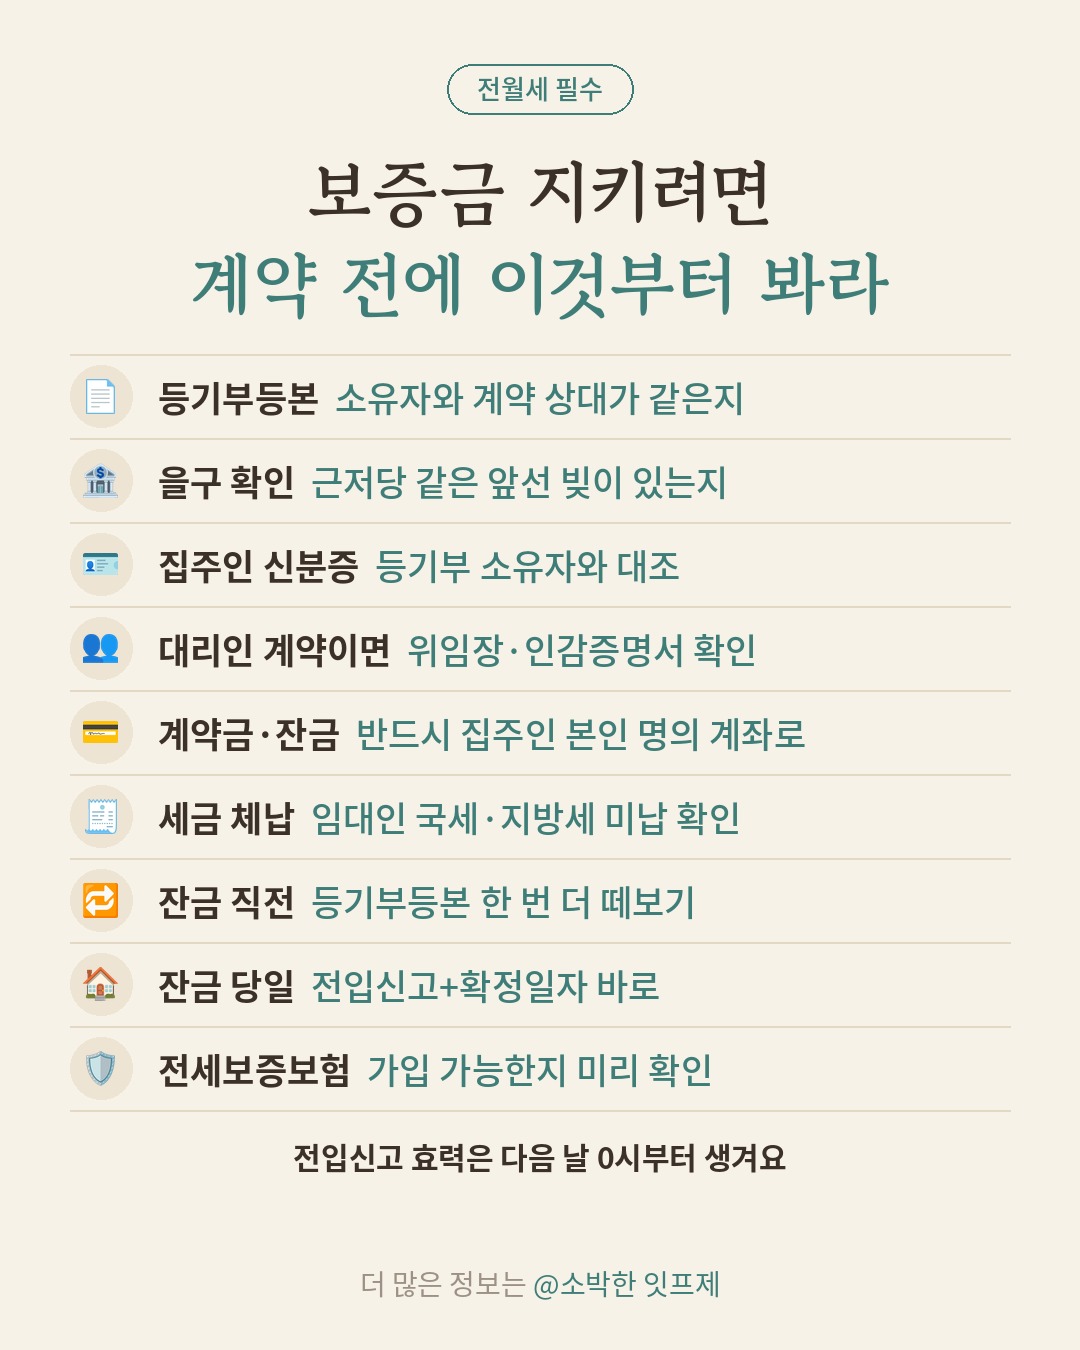 전월세 필수
보증금 지키려면
계약 전에 이것부터 봐라
등기부등본 소유자와 계약 상대가 같은지
을구 확인 근저당 같은 앞선 빚이 있는지
집주인 신분증 등기부 소유자와 대조
대리인 계약이면 위임장·인감증명서 확인
계약금·잔금 반드시 집주인 본인 명의 계좌로
세금 체납 임대인 국세·지방세 미납 확인
잔금 직전 등기부등본 한 번 더 떼보기
잔금 당일 전입신고+확정일자 바로
전세보증보험 가입 가능한지 미리 확인
전입신고 효력은 다음 날 0시부터 생겨요
더 많은 정보는 @소박한 잇프제